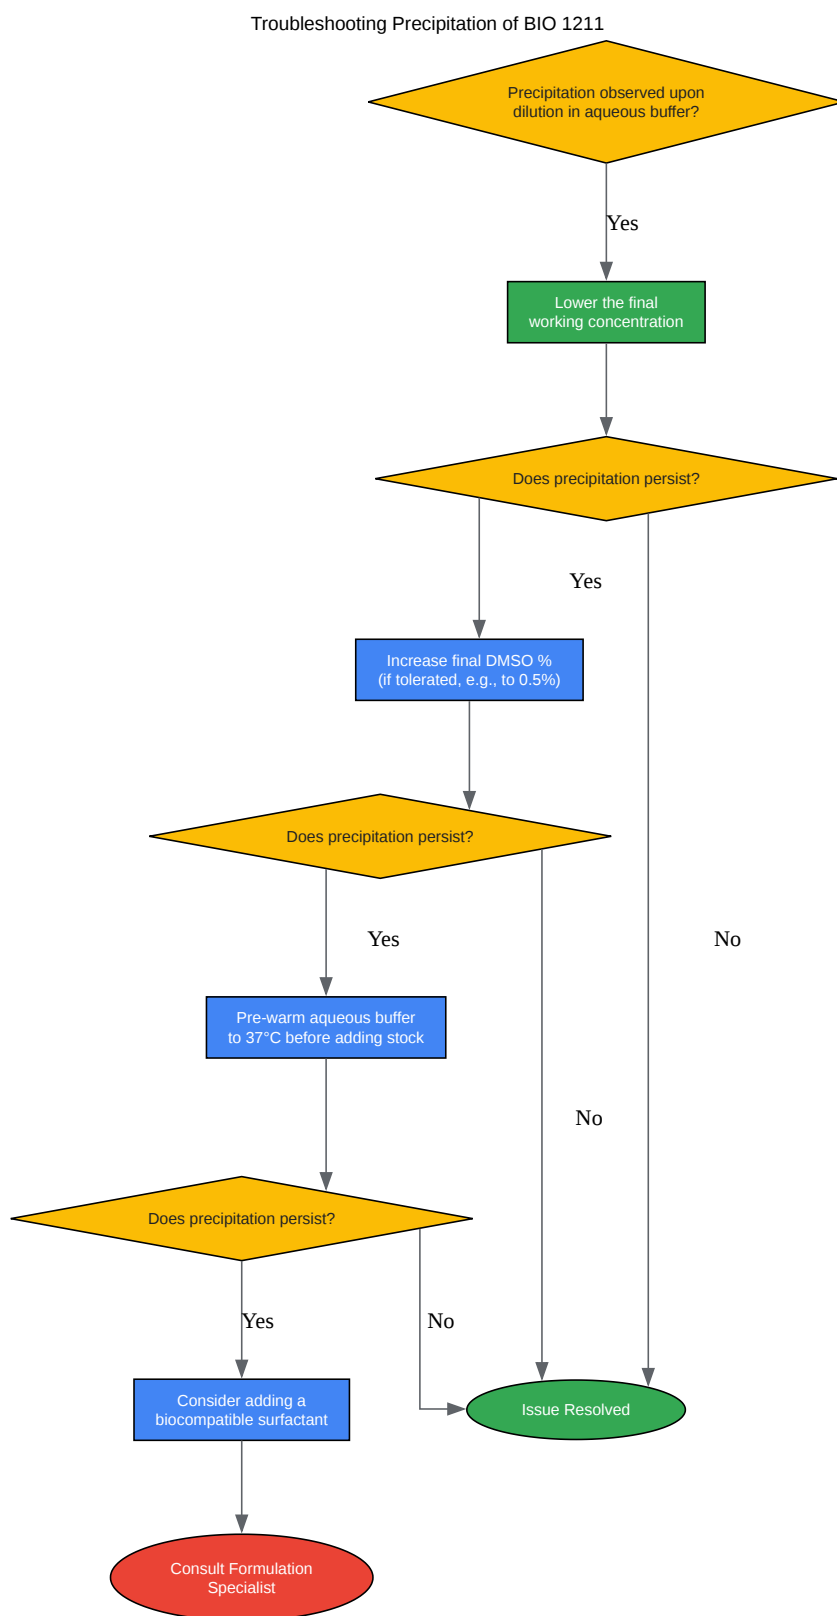 Troubleshooting Precipitation of BIO 1211
Precipitation observed upon
dilution in aqueous buffer?
Yes
Lower the final
working concentration
Does precipitation persist?
Yes
Increase final DMSO %
(if tolerated, e.g., to 0.5%)
Does precipitation persist?
Yes
No
Pre-warm aqueous buffer
to 37°C before adding stock
No
Does precipitation persist?
Yes
No
Consider adding a
biocompatible surfactant
Issue Resolved
Consult Formulation
Specialist